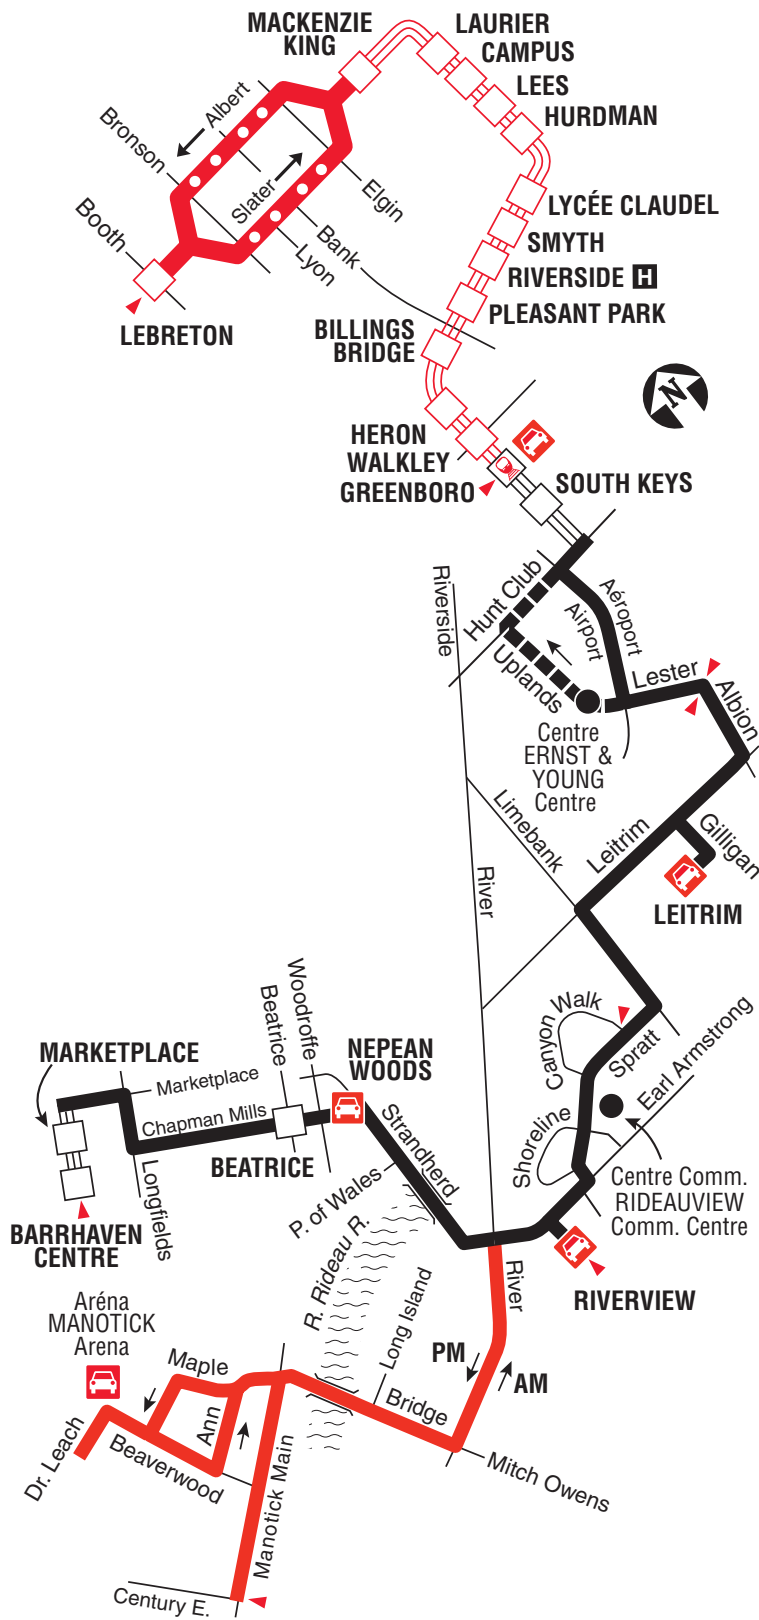 MACKENZIE
KING
LAURIER
CAMPUS
LEES
HURDMAN
Albert
Bronson
Elgin
Slater
Booth
Bank
Lyon
LYCÉE CLAUDEL
SMYTH
RIVERSIDE H
PLEASANT PARK
LEBRETON
BILLINGS
BRIDGE
N
HERON
WALKLEY
GREENBORO
SOUTH KEYS
Riverside
Hunt Club
Aéroport
Airport
Uplands
Lester
Albion
Centre
ERNST &
YOUNG
Centre
Limebank
Leitrim
Gilligan
River
LEITRIM
Canyon Walk
Spratt
Earl Armstrong
Woodroffe
Beatrice
NEPEAN
WOODS
MARKETPLACE
Marketplace
Chapman Mills
Strandherd
Shoreline
BEATRICE
Longfields
P. of Wales
Centre Comm.
RIDEAUVIEW
Comm. Centre
BARRHAVEN
CENTRE
R. Rideau R.
River
RIVERVIEW
Aréna
MANOTICK
Arena
Long Island
PM
AM
Maple
Bridge
Ann
Dr. Leach
Beaverwood
Manotick Main
Mitch Owens
Century E.